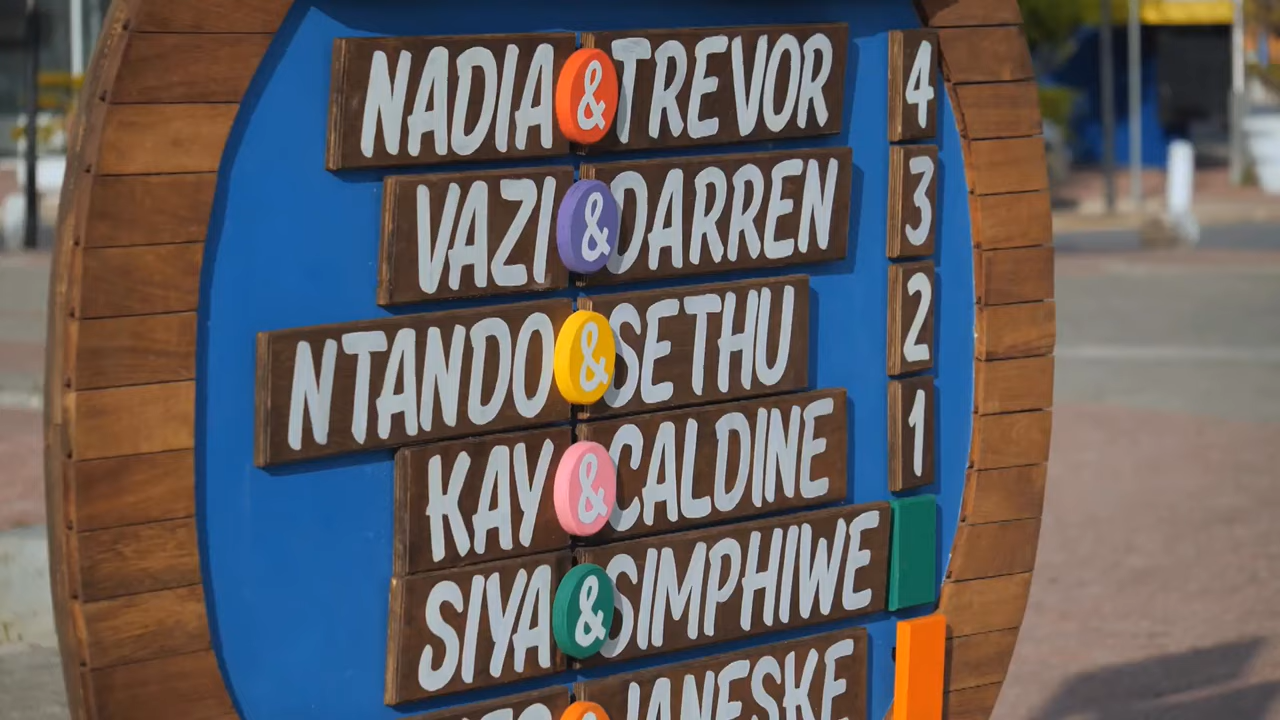 NADIA & TREVOR 4
VAZI & DARREN 3
NTANDO & SETHU 2
KAY & CALDINE 1
SIYA & SIMPHIWE
& JANESKE